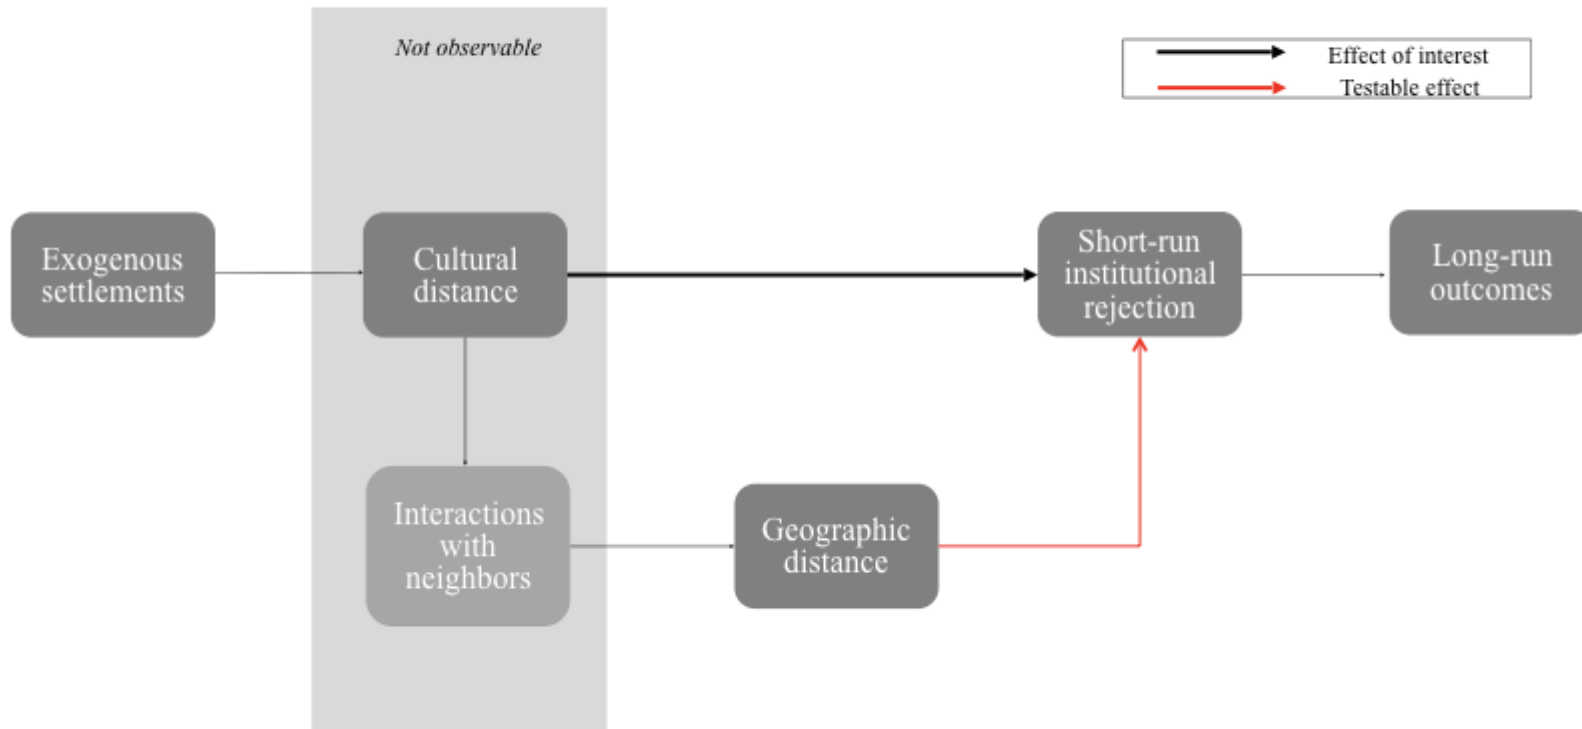 Not observable
Effect of interest
Testable effect
Exogenous
settlements
Cultural
distance
Short-run
institutional
rejection
Long-run
outcomes
Interactions
with
neighbors
Geographic
distance